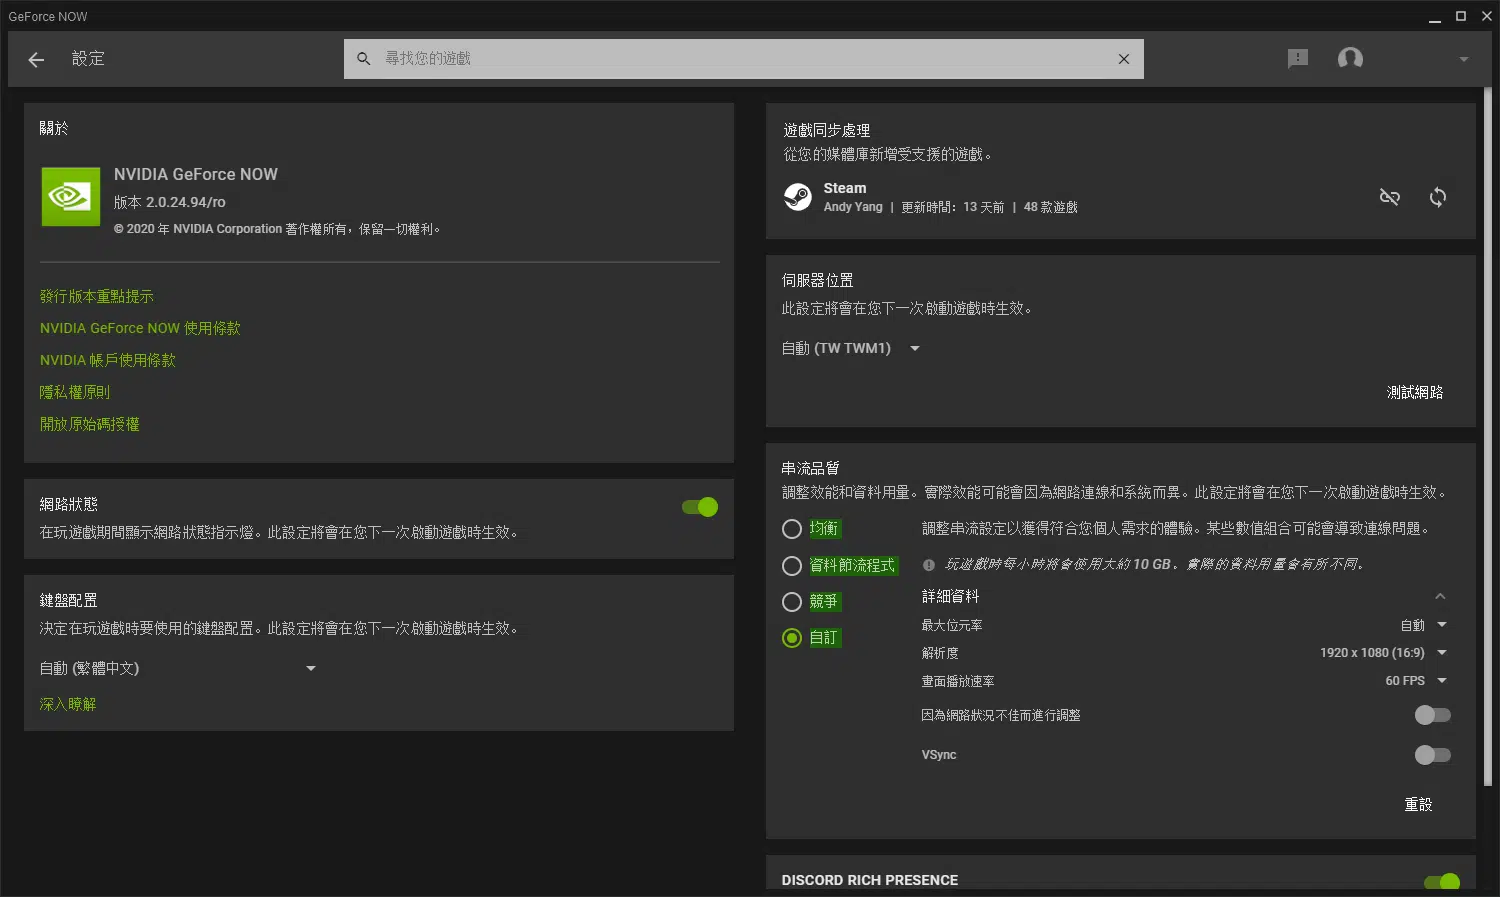 GeForce NOW
設定
尋找您的遊戲
關於
NVIDIA GeForce NOW
版本 2.0.24.94/ro
© 2020 年 NVIDIA Corporation 著作權所有，保留一切權利。
發行版本重點提示
NVIDIA GeForce NOW 使用條款
NVIDIA 帳戶使用條款
隱私權原則
開放原始碼授權
網路狀態
在玩遊戲期間顯示網路狀態指示燈。此設定將會在您下一次啟動遊戲時生效。
鍵盤配置
決定在玩遊戲時要使用的鍵盤配置。此設定將會在您下一次啟動遊戲時生效。
自動 (繁體中文)
深入瞭解
遊戲同步處理
從您的媒體庫新增受支援的遊戲。
Steam
Andy Yang | 更新時間: 13 天前 | 48 款遊戲
伺服器位置
此設定將會在您下一次啟動遊戲時生效。
自動 (TW TWM1)
測試網路
串流品質
調整效能和資料用量。實際效能可能會因為網路連線和系統而異。此設定將會在您下一次啟動遊戲時生效。
均衡
資料節流程式
競爭
自訂
調整串流設定以獲得符合您個人需求的體驗。某些數值組合可能會導致連線問題。
玩遊戲時每小時將會使用大約 10 GB。實際的資料用量會有所不同。
詳細資料
最大位元率 自動
解析度 1920 x 1080 (16:9)
畫面播放速率 60 FPS
因為網路狀況不佳而進行調整
VSync
重設
DISCORD RICH PRESENCE